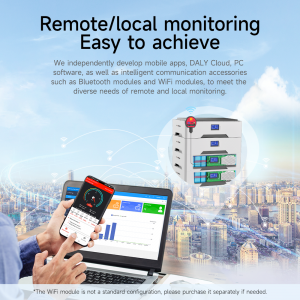 Remote/local monitoring
Easy to achieve
We independently develop mobile apps, DALY Cloud, PC
software, as well as intelligent communication accessories
such as Bluetooth modules and WiFi modules, to meet the
diverse needs of remote and local monitoring.
*The WiFi module is not a standard configuration, please purchase it separately if needed.